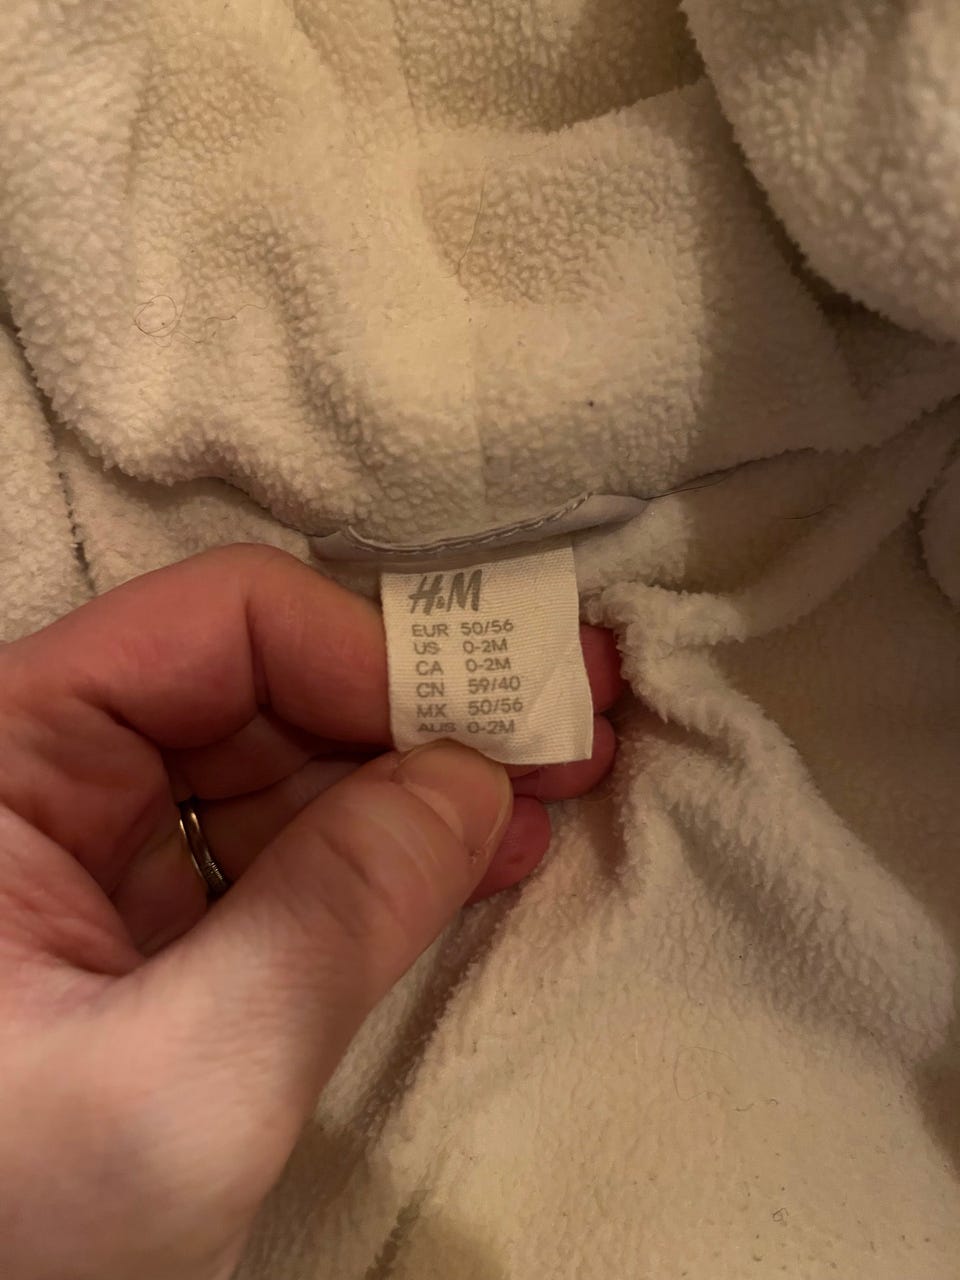 H&M
EUR 50/56
US 0-2M
CA 0-2M
CN 59/40
MX 50/56
AUS 0-2M